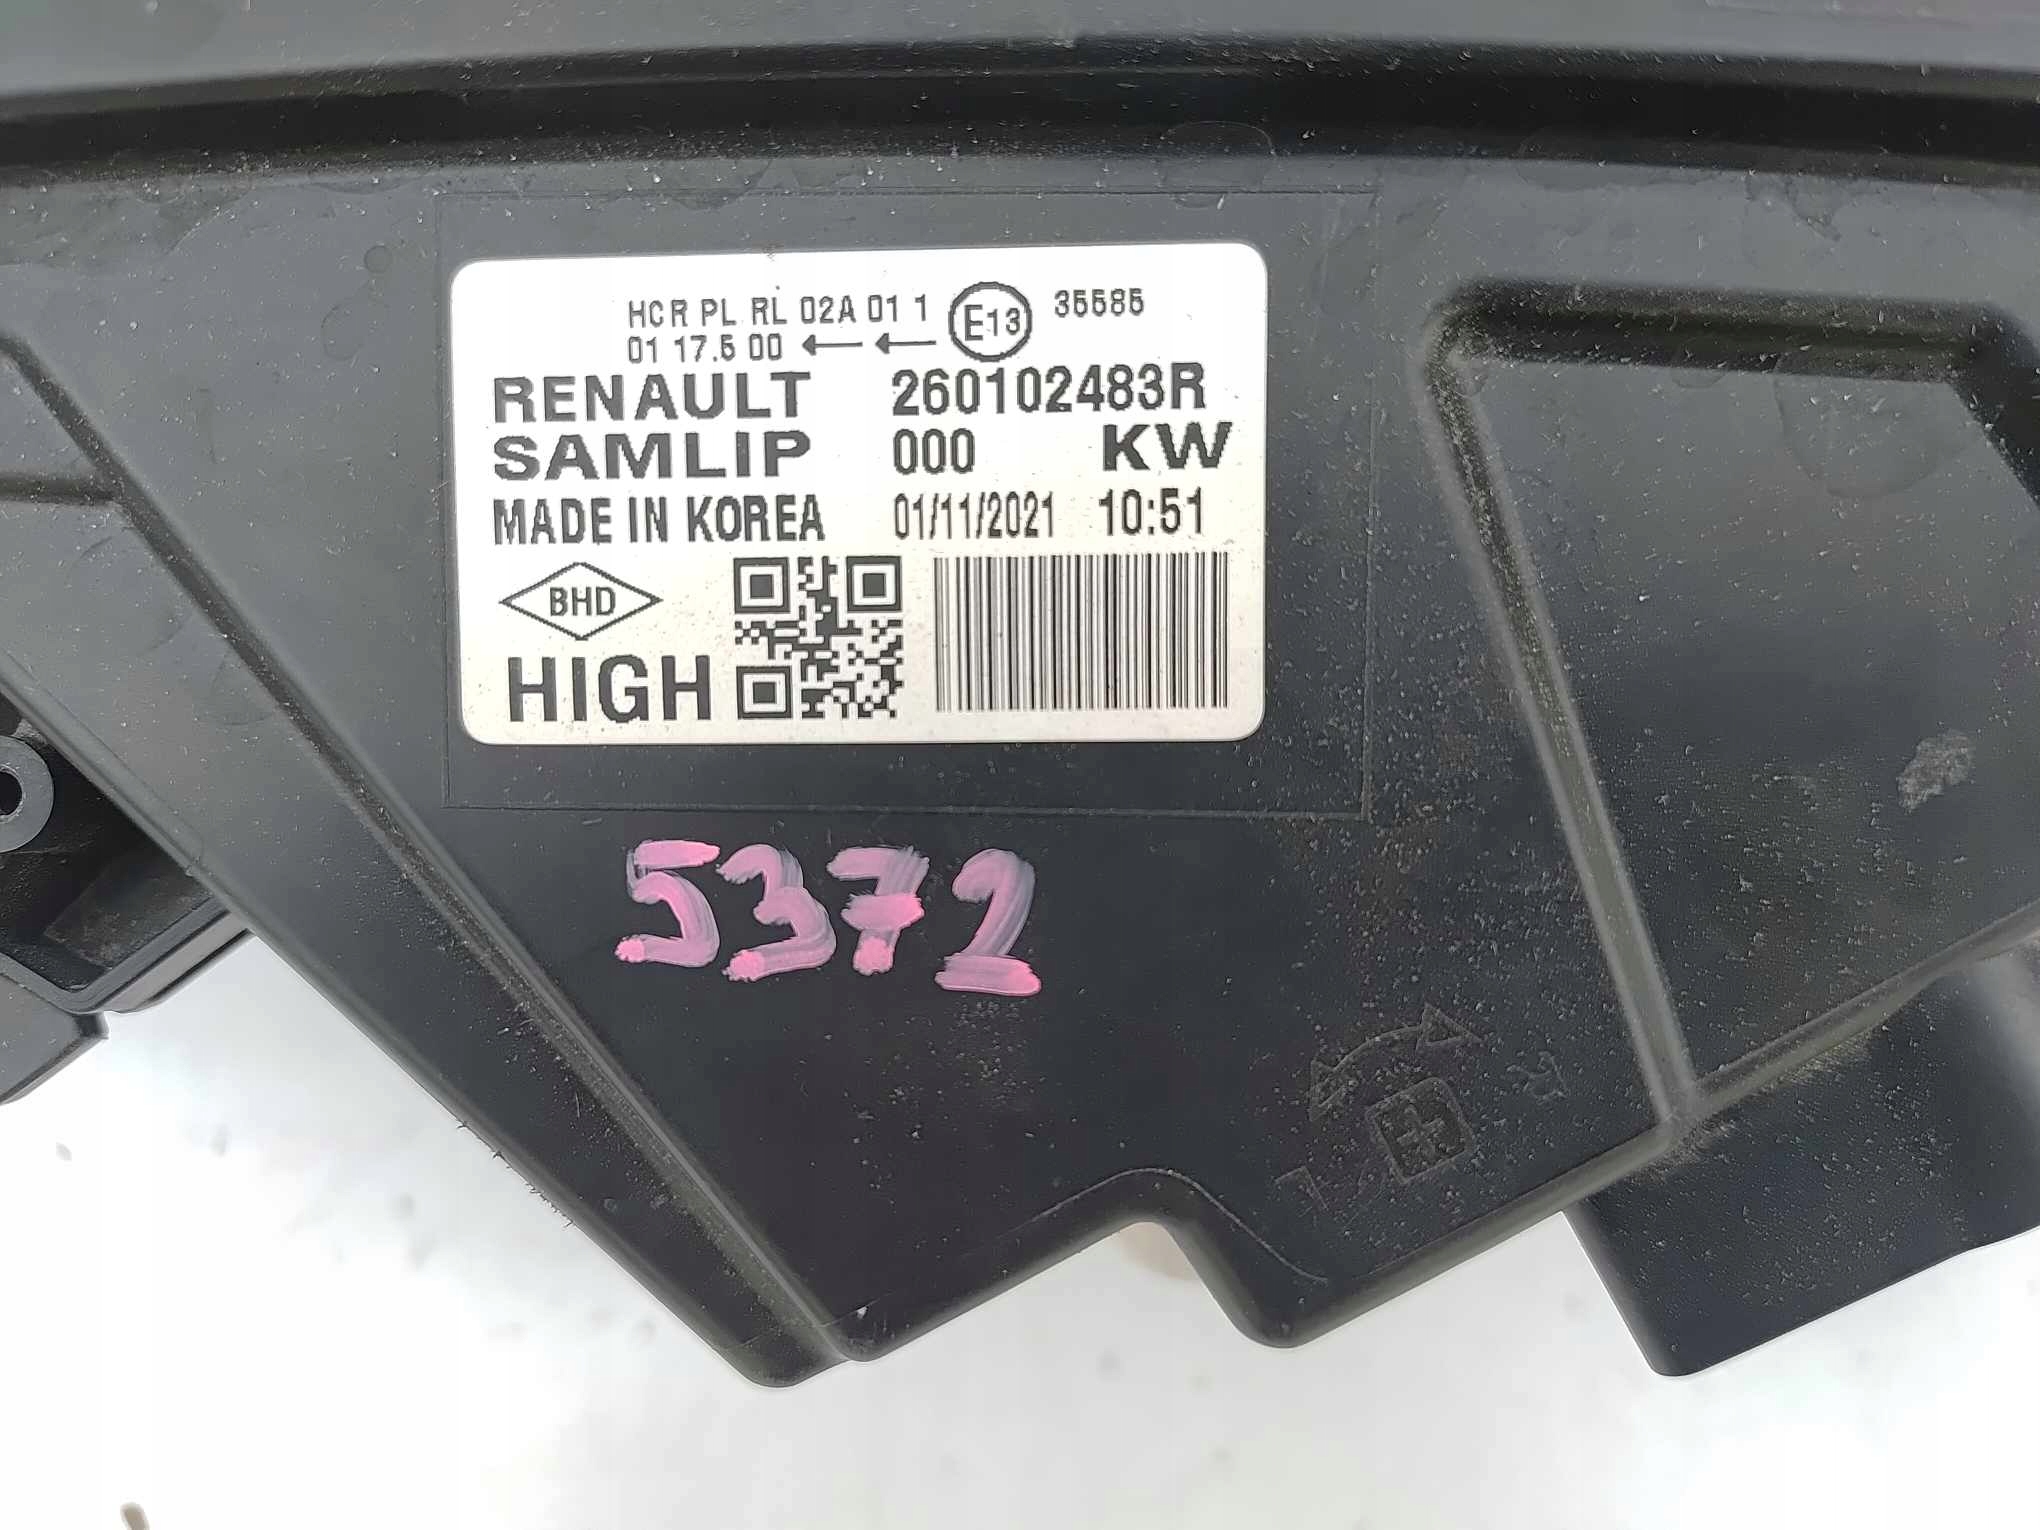 HCR PL RL 02A 01 1 E13 35585
01 17.5 00 ← ←
RENAULT 260102483R
SAMLIP 000 KW
MADE IN KOREA 01/11/2021 10:51
BHD
HIGH
5372
R
L